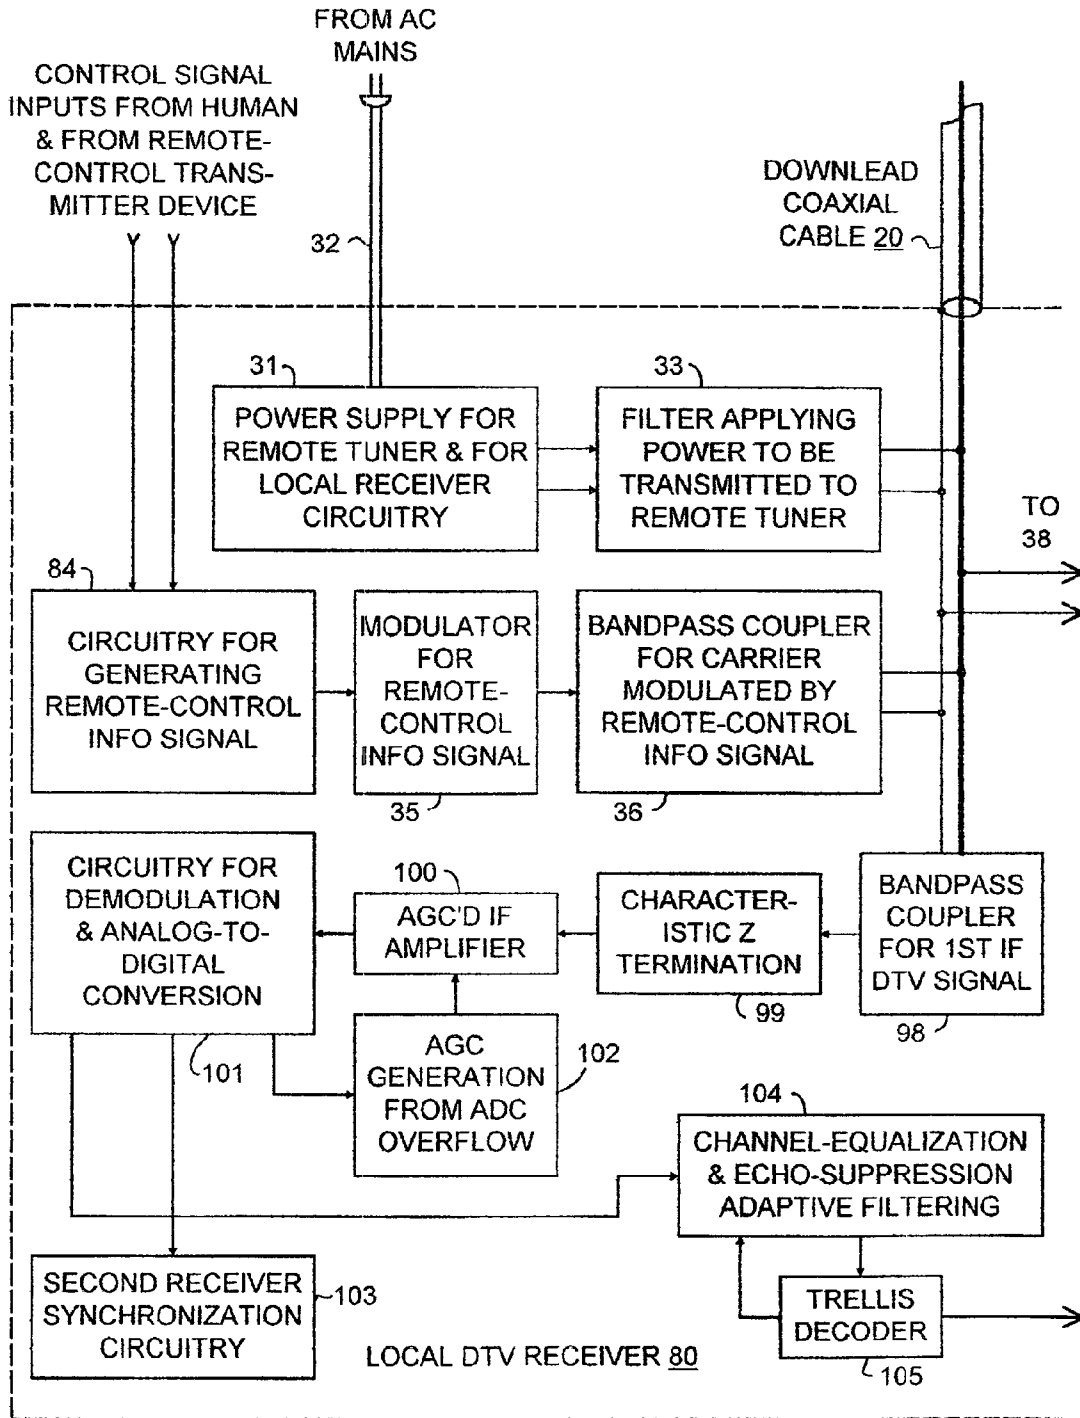 FROM AC
MAINS
CONTROL SIGNAL
INPUTS FROM HUMAN
& FROM REMOTE-
CONTROL TRANS-
MITTER DEVICE
32
DOWNLEAD
COAXIAL
CABLE 20
31
POWER SUPPLY FOR
REMOTE TUNER & FOR
LOCAL RECEIVER
CIRCUITRY
33
FILTER APPLYING
POWER TO BE
TRANSMITTED TO
REMOTE TUNER
TO
38
84
CIRCUITRY FOR
GENERATING
REMOTE-CONTROL
INFO SIGNAL
MODULATOR
FOR
REMOTE-
CONTROL
INFO SIGNAL
35
BANDPASS COUPLER
FOR CARRIER
MODULATED BY
REMOTE-CONTROL
INFO SIGNAL
36
CIRCUITRY FOR
DEMODULATION
& ANALOG-TO-
DIGITAL
CONVERSION
101
100
AGC'D IF
AMPLIFIER
CHARACTER-
ISTIC Z
TERMINATION
99
BANDPASS
COUPLER
FOR 1ST IF
DTV SIGNAL
98
AGC
GENERATION
FROM ADC
OVERFLOW
102
104
CHANNEL-EQUALIZATION
& ECHO-SUPPRESSION
ADAPTIVE FILTERING
SECOND RECEIVER
SYNCHRONIZATION
CIRCUITRY
103
TRELLIS
DECODER
105
LOCAL DTV RECEIVER 80